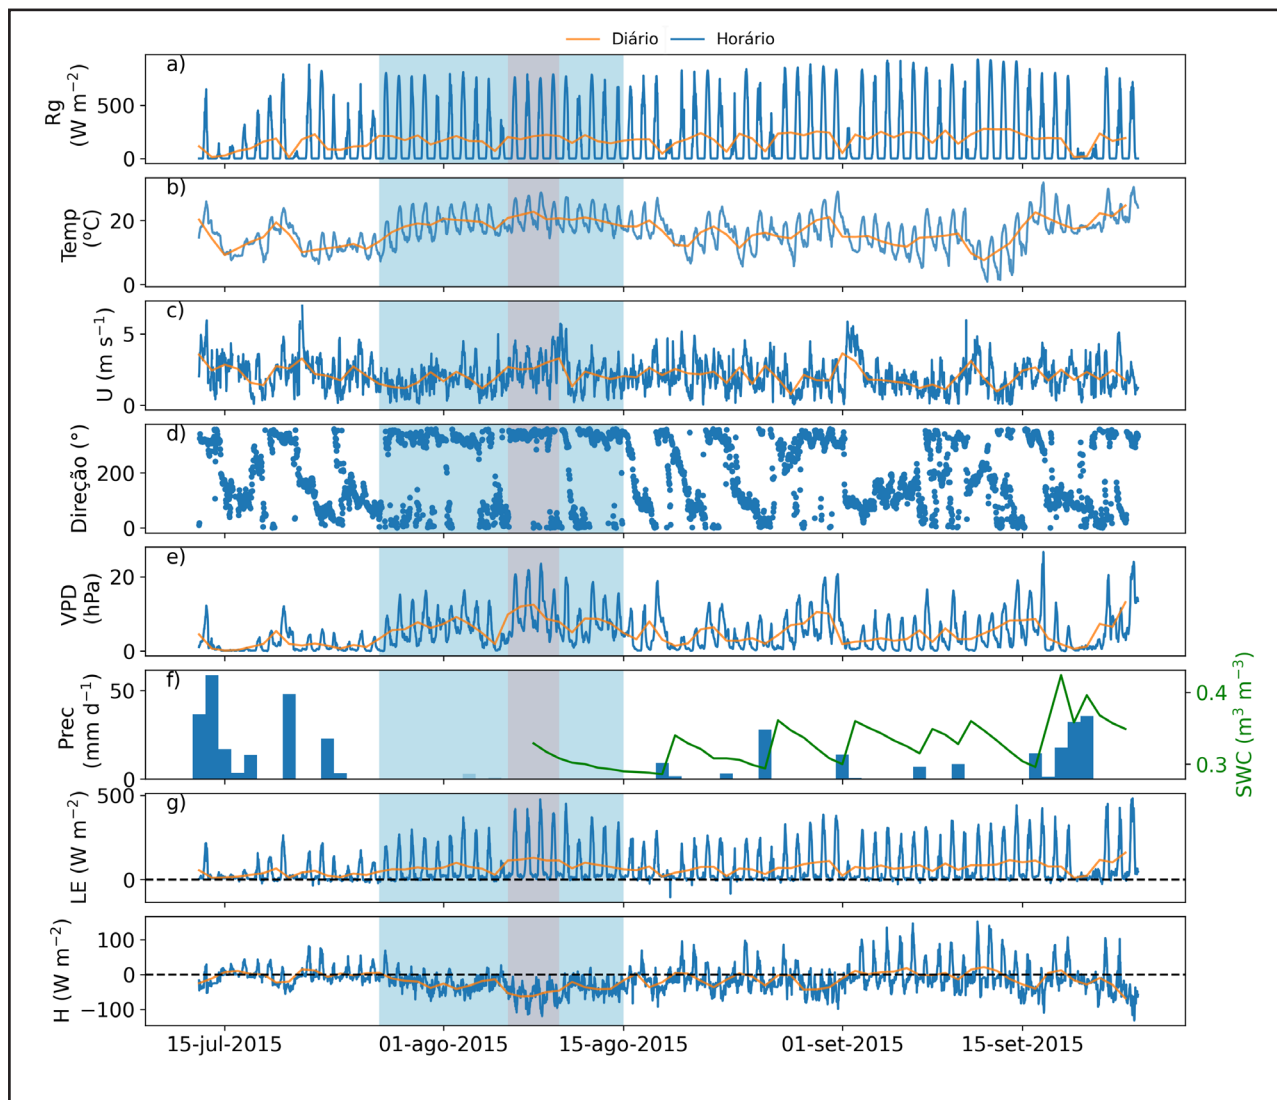 Diário Horário
a)
Rg
(W m⁻²)
500
0
b)
Temp
(°C)
20
0
c)
U (m s⁻¹)
5
0
d)
Direção (°)
200
0
e)
VPD
(hPa)
20
0
f)
Prec
(mm d⁻¹)
50
0
0.4
0.3
SWC (m³ m⁻³)
g)
LE (W m⁻²)
500
0
H (W m⁻²)
100
0
−100
15-jul-2015 01-ago-2015 15-ago-2015 01-set-2015 15-set-2015